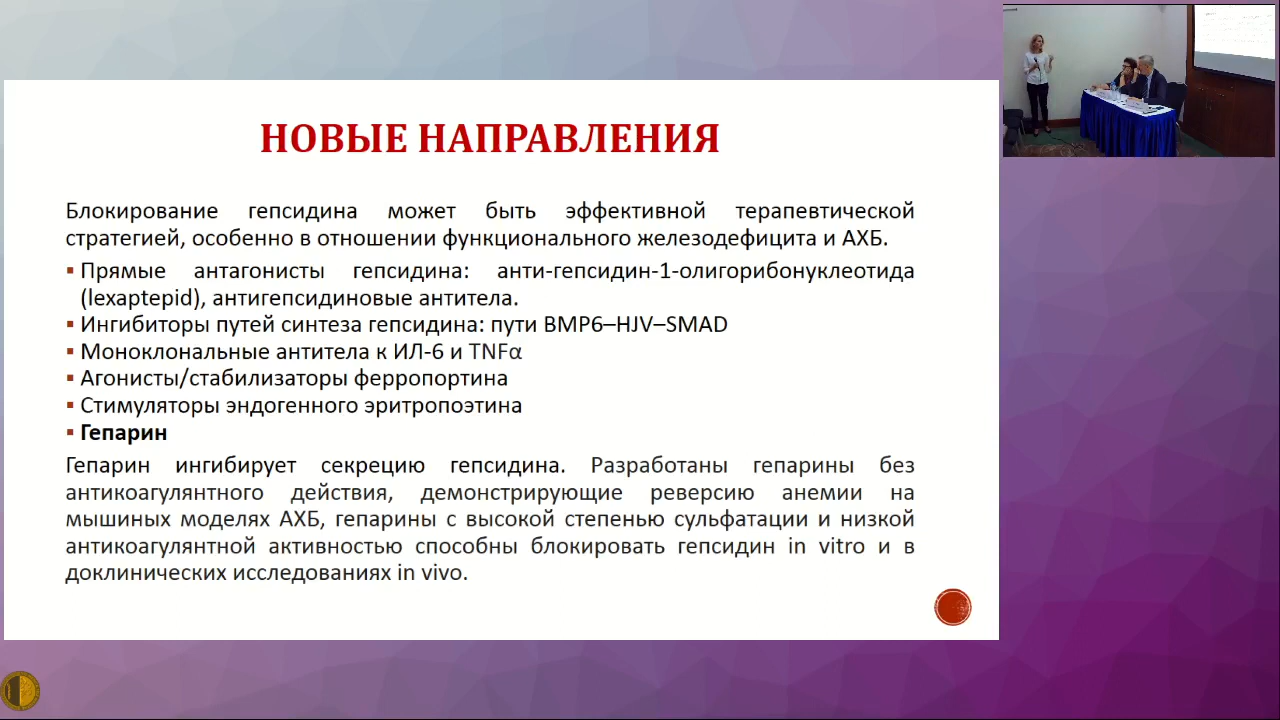 НОВЫЕ НАПРАВЛЕНИЯ
Блокирование гепсидина может быть эффективной терапевтической
стратегией, особенно в отношении функционального железодефицита и АХБ.
▪ Прямые антагонисты гепсидина: анти-гепсидин-1-олигорибонуклеотида
(lexaptepid), антигепсидиновые антитела.
▪ Ингибиторы путей синтеза гепсидина: пути BMP6–HJV–SMAD
▪ Моноклональные антитела к ИЛ-6 и TNFα
▪ Агонисты/стабилизаторы ферропортина
▪ Стимуляторы эндогенного эритропоэтина
▪ Гепарин
Гепарин ингибирует секрецию гепсидина. Разработаны гепарины без
антикоагулянтного действия, демонстрирующие реверсию анемии на
мышиных моделях АХБ, гепарины с высокой степенью сульфатации и низкой
антикоагулянтной активностью способны блокировать гепсидин in vitro и в
доклинических исследованиях in vivo.